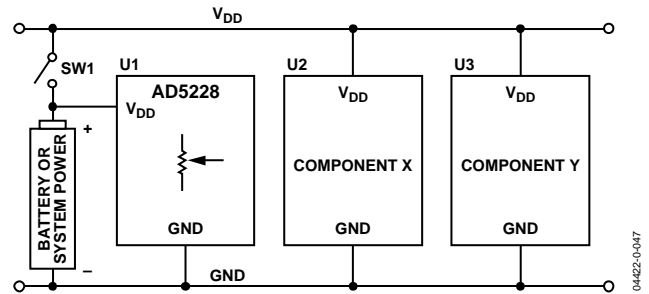 VDD
SW1
U1
U2
U3
AD5228
VDD
VDD
VDD
+
BATTERY OR
SYSTEM POWER
COMPONENT X
COMPONENT Y
GND
GND
GND
–
GND
04422-0-047